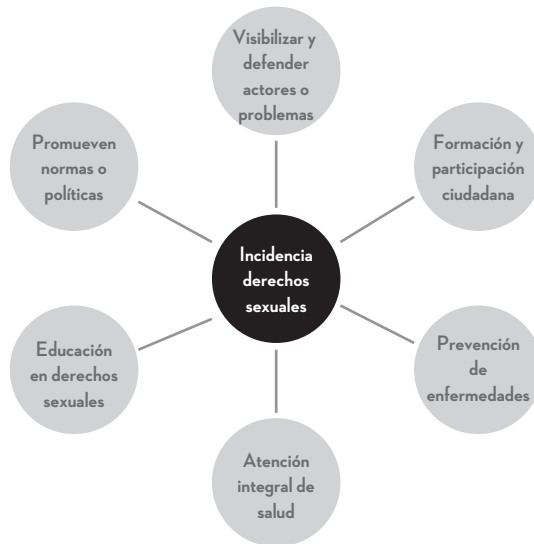 Visibilizar y
defender
actores o
problemas
Promueven
normas o
políticas
Formación y
participación
ciudadana
Incidencia
derechos
sexuales
Educación
en derechos
sexuales
Prevención
de
enfermedades
Atención
integral de
salud